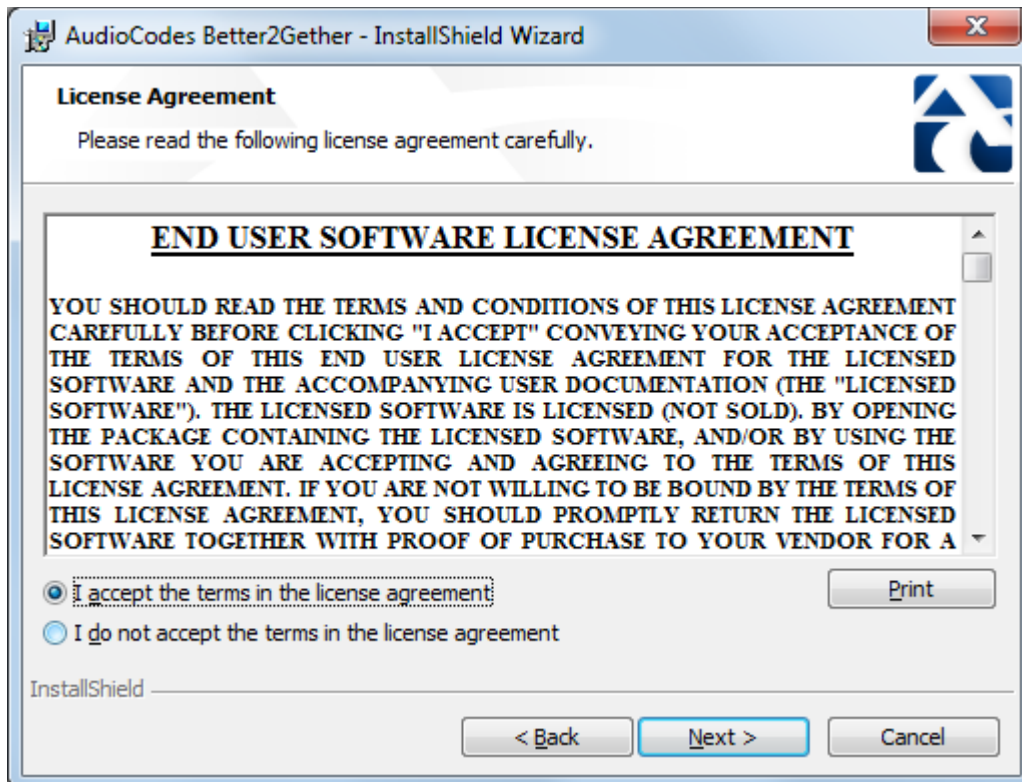 AudioCodes Better2Gether - InstallShield Wizard
License Agreement
Please read the following license agreement carefully.
END USER SOFTWARE LICENSE AGREEMENT
YOU SHOULD READ THE TERMS AND CONDITIONS OF THIS LICENSE AGREEMENT
CAREFULLY BEFORE CLICKING "I ACCEPT" CONVEYING YOUR ACCEPTANCE OF
THE TERMS OF THIS END USER LICENSE AGREEMENT FOR THE LICENSED
SOFTWARE AND THE ACCOMPANYING USER DOCUMENTATION (THE "LICENSED
SOFTWARE"). THE LICENSED SOFTWARE IS LICENSED (NOT SOLD). BY OPENING
THE PACKAGE CONTAINING THE LICENSED SOFTWARE, AND/OR BY USING THE
SOFTWARE YOU ARE ACCEPTING AND AGREEING TO THE TERMS OF THIS
LICENSE AGREEMENT. IF YOU ARE NOT WILLING TO BE BOUND BY THE TERMS OF
THIS LICENSE AGREEMENT, YOU SHOULD PROMPTLY RETURN THE LICENSED
SOFTWARE TOGETHER WITH PROOF OF PURCHASE TO YOUR VENDOR FOR A
I accept the terms in the license agreement
Print
I do not accept the terms in the license agreement
InstallShield
< Back
Next >
Cancel